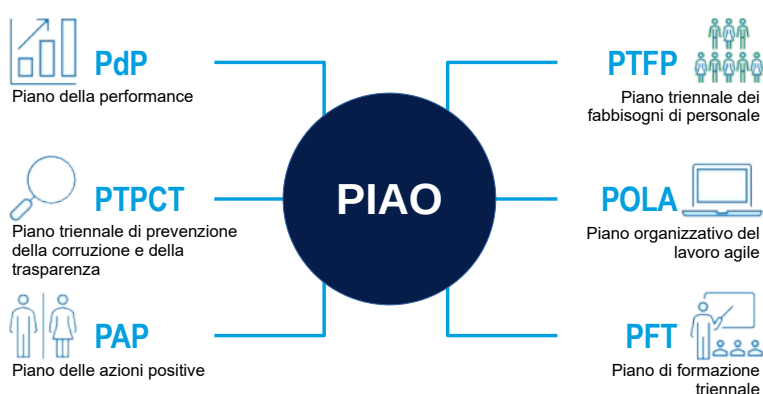 PdP
Piano della performance
PTPCT
Piano triennale di prevenzione
della corruzione e della
trasparenza
PAP
Piano delle azioni positive
PIAO
PTFP
Piano triennale dei
fabbisogni di personale
POLA
Piano organizzativo del
lavoro agile
PFT
Piano di formazione
triennale